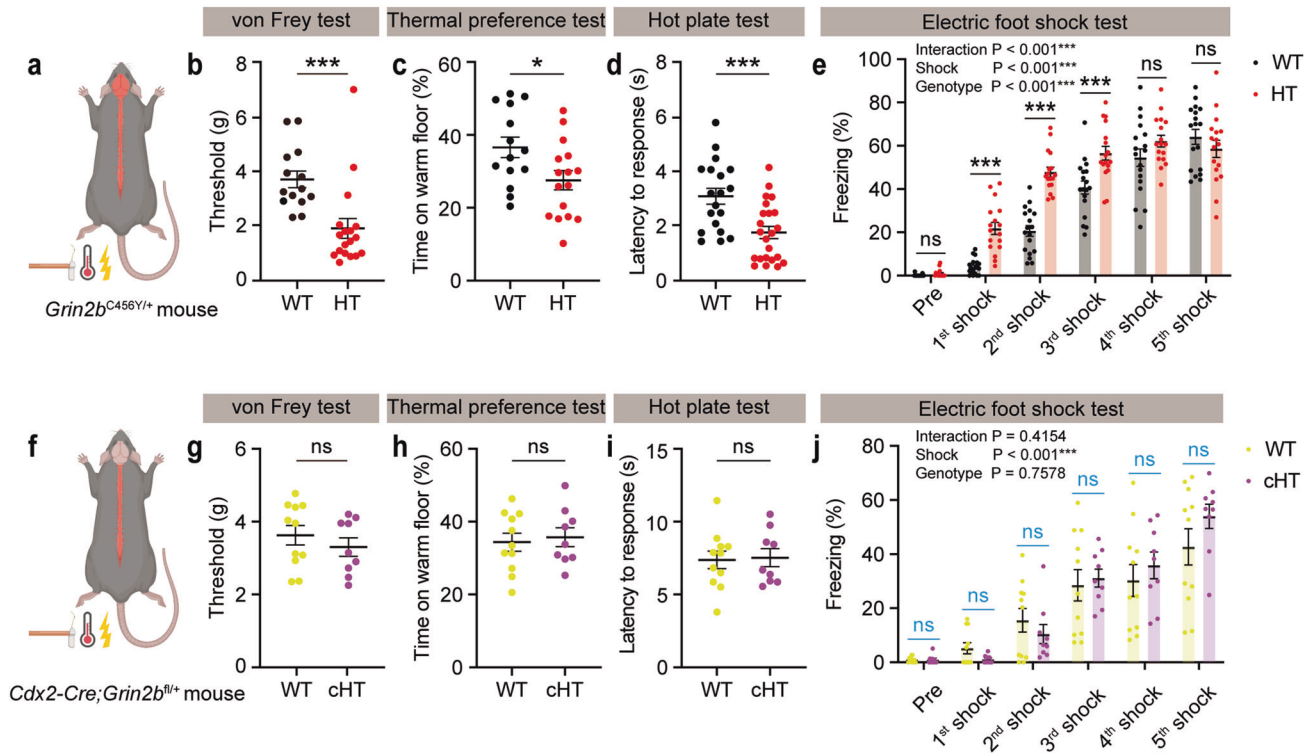 von Frey test
Thermal preference test
Hot plate test
Electric foot shock test
a
Grin2bC456Y/+ mouse
b
Threshold (g)
8
6
4
2
0
***
WT
HT
c
Time on warm floor (%)
60
40
20
0
*
WT
HT
d
Latency to response (s)
8
6
4
2
0
***
WT
HT
e
Interaction P < 0.001***
Shock P < 0.001***
Genotype P < 0.001***
Freezing (%)
100
80
60
40
20
0
ns
***
***
***
ns
ns
Pre
1st shock
2nd shock
3rd shock
4th shock
5th shock
WT
HT
von Frey test
Thermal preference test
Hot plate test
Electric foot shock test
f
Cdx2-Cre;Grin2bfl/+ mouse
g
Threshold (g)
6
4
2
0
ns
WT
cHT
h
Time on warm floor (%)
60
40
20
0
ns
WT
cHT
i
Latency to response (s)
15
10
5
0
ns
WT
cHT
j
Interaction P = 0.4154
Shock P < 0.001***
Genotype P = 0.7578
Freezing (%)
80
60
40
20
0
ns
ns
ns
ns
ns
ns
Pre
1st shock
2nd shock
3rd shock
4th shock
5th shock
WT
cHT